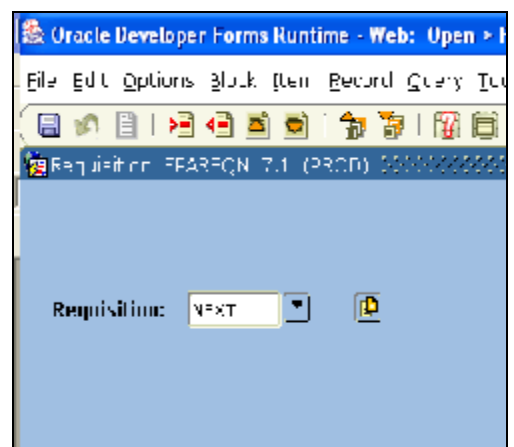 Oracle Developer Forms Runtime - Web: Open >
File Edit Options Block Item Record Query
Requisition FPAREQN 7.1 (PROD)
Requisition: NEXT